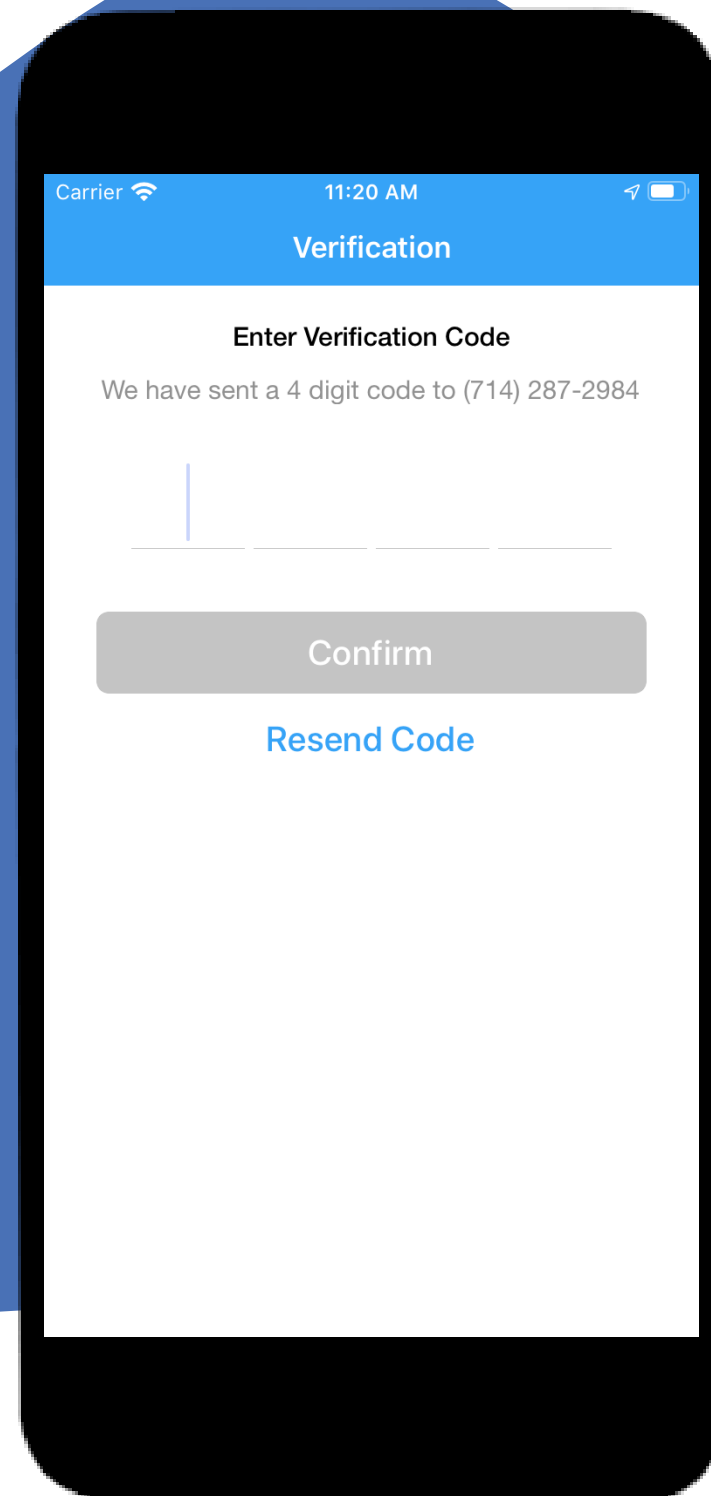 Carrier 11:20 AM
Verification
Enter Verification Code
We have sent a 4 digit code to (714) 287-2984
Confirm
Resend Code